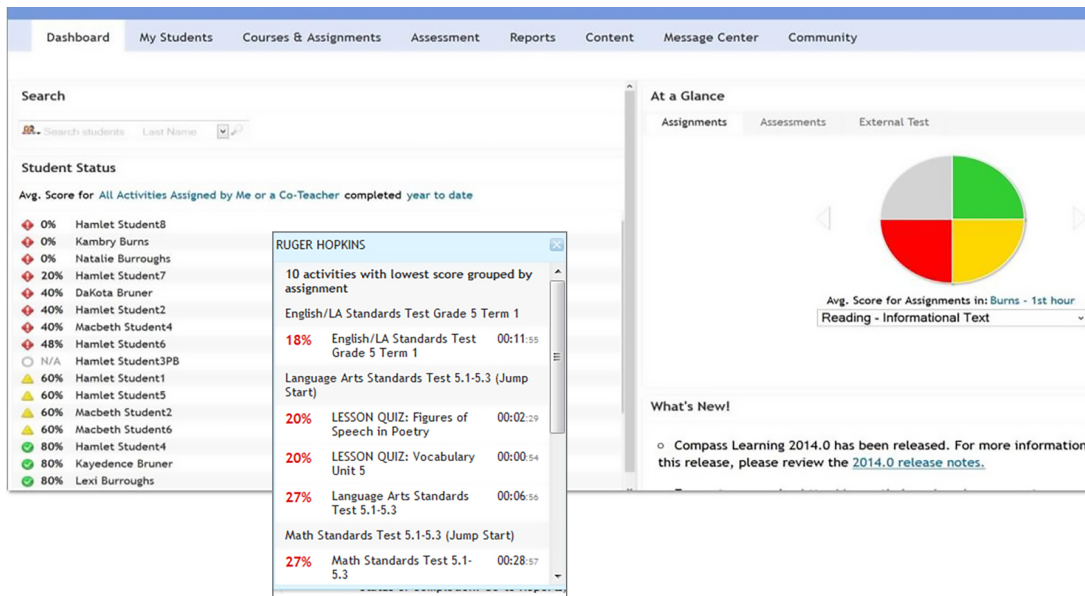 Dashboard My Students Courses & Assignments Assessment Reports Content Message Center Community
Search
Search students Last Name
Student Status
Avg. Score for All Activities Assigned by Me or a Co-Teacher completed year to date
0% Hamlet Student8
0% Kambry Burns
0% Natalie Burroughs
20% Hamlet Student7
40% DaKota Bruner
40% Hamlet Student2
40% Macbeth Student4
48% Hamlet Student6
N/A Hamlet Student3PB
60% Hamlet Student1
60% Hamlet Student5
60% Macbeth Student2
60% Macbeth Student6
80% Hamlet Student4
80% Kayedence Bruner
80% Lexi Burroughs
RUGER HOPKINS
10 activities with lowest score grouped by
assignment
English/LA Standards Test Grade 5 Term 1
18% English/LA Standards Test 00:11:55
Grade 5 Term 1
Language Arts Standards Test 5.1-5.3 (Jump
Start)
20% LESSON QUIZ: Figures of 00:02:29
Speech in Poetry
20% LESSON QUIZ: Vocabulary 00:00:54
Unit 5
27% Language Arts Standards 00:06:56
Test 5.1-5.3
Math Standards Test 5.1-5.3 (Jump Start)
27% Math Standards Test 5.1- 00:28:57
5.3
At a Glance
Assignments Assessments External Test
Avg. Score for Assignments in: Burns - 1st hour
Reading - Informational Text
What's New!
Compass Learning 2014.0 has been released. For more information
this release, please review the 2014.0 release notes.